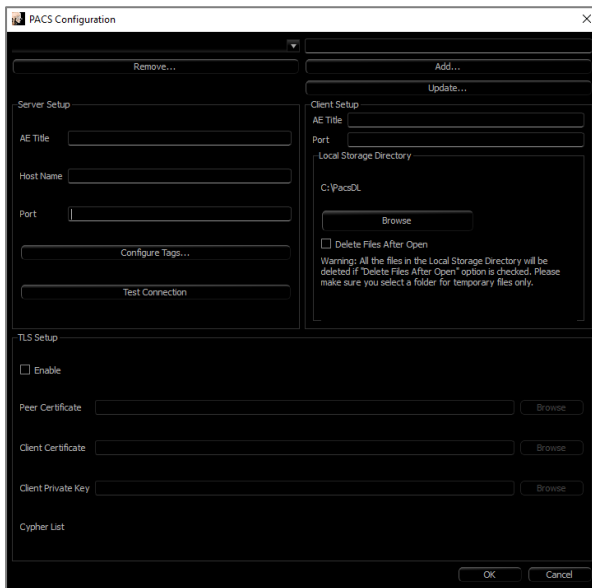 PACS Configuration
Remove...
Add...
Update...
Server Setup
AE Title
Host Name
Port
Configure Tags...
Test Connection
Client Setup
AE Title
Port
Local Storage Directory
C:\PacsDL
Browse
Delete Files After Open
Warning: All the files in the Local Storage Directory will be
deleted if "Delete Files After Open" option is checked. Please
make sure you select a folder for temporary files only.
TLS Setup
Enable
Peer Certificate
Browse
Client Certificate
Browse
Client Private Key
Browse
Cypher List
OK
Cancel